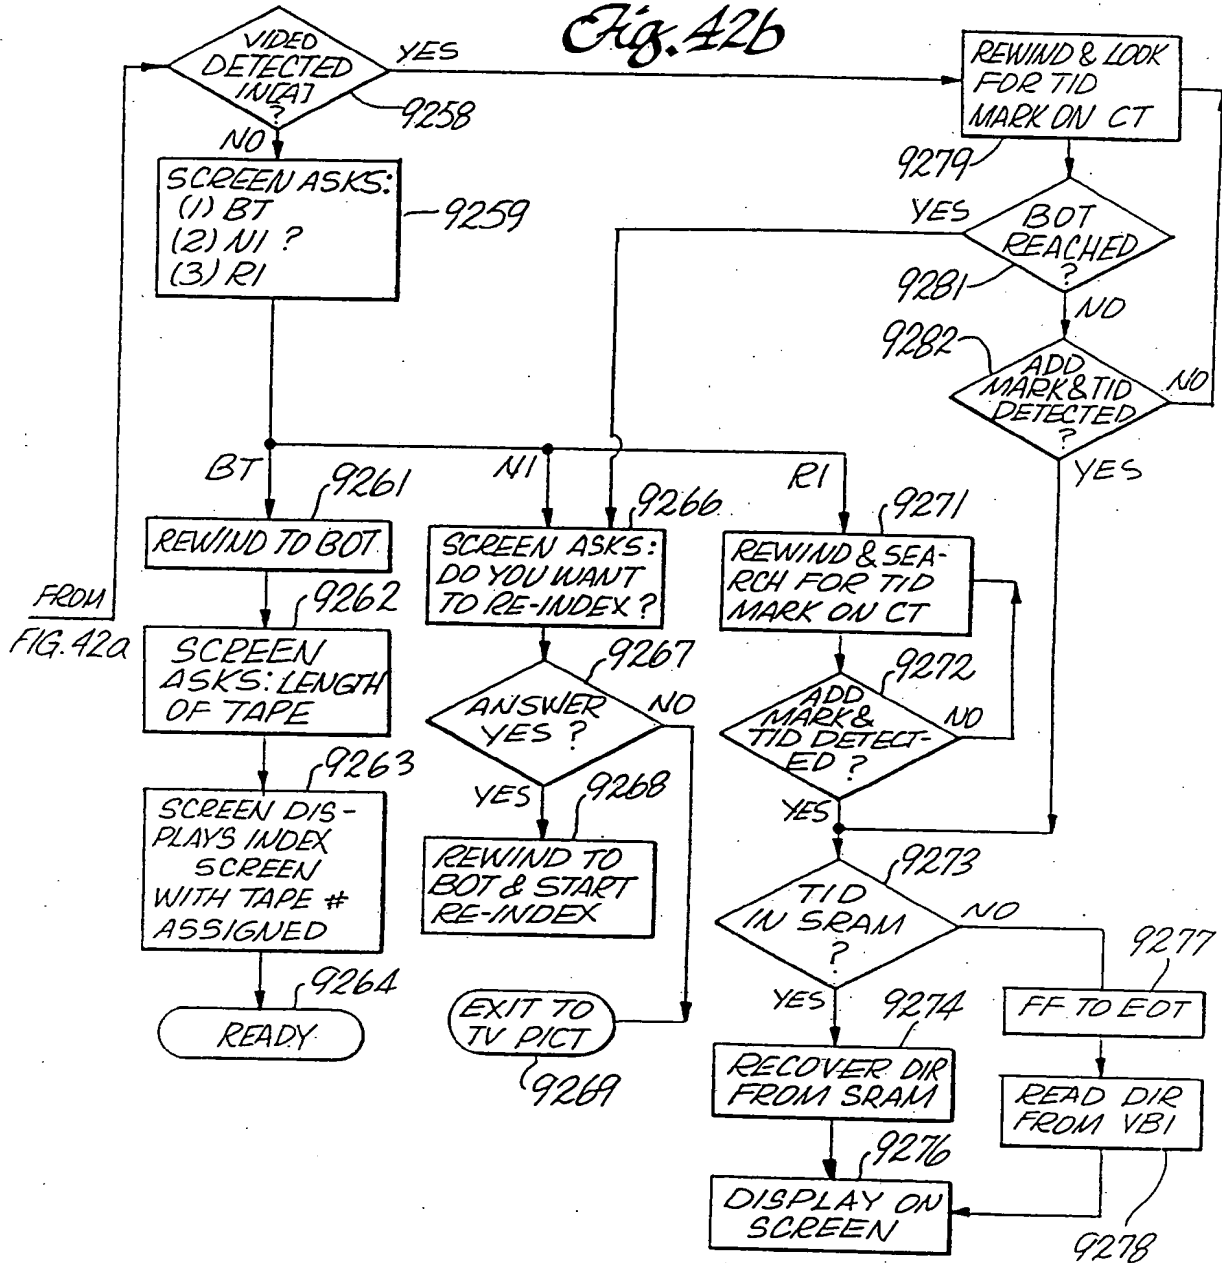 Fig. 42b
VIDEO
DETECTED
IN[A]
?
YES
9258
NO
SCREEN ASKS:
(1) BT
(2) NI ?
(3) RI
9259
REWIND & LOOK
FOR TID
MARK ON CT
9279
YES
BOT
REACHED
?
9281
NO
9282
ADD
MARK & TID
DETECTED
?
NO
YES
BT
NI
RI
9261
REWIND TO BOT
FROM
FIG. 42a
9262
SCREEN
ASKS: LENGTH
OF TAPE
9263
SCREEN DIS-
PLAYS INDEX
SCREEN
WITH TAPE #
ASSIGNED
9264
READY
9266
SCREEN ASKS:
DO YOU WANT
TO RE-INDEX ?
9267
ANSWER
YES ?
NO
YES
9268
REWIND TO
BOT & START
RE-INDEX
EXIT TO
TV PICT
9269
9271
REWIND & SEA-
RCH FOR TID
MARK ON CT
9272
ADD
MARK &
TID DETECT-
ED ?
NO
YES
9273
TID
IN SRAM
?
NO
YES
9274
RECOVER DIR
FROM SRAM
9277
FF TO EOT
READ DIR
FROM VBI
9278
9276
DISPLAY ON
SCREEN